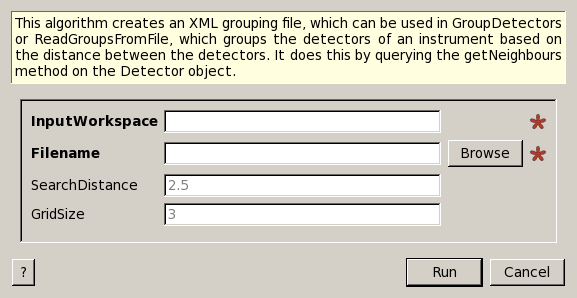 This algorithm creates an XML grouping file, which can be used in GroupDetectors
or ReadGroupsFromFile, which groups the detectors of an instrument based on
the distance between the detectors. It does this by querying the getNeighbours
method on the Detector object.
InputWorkspace
Filename Browse
SearchDistance 2.5
GridSize 3
? Run Cancel